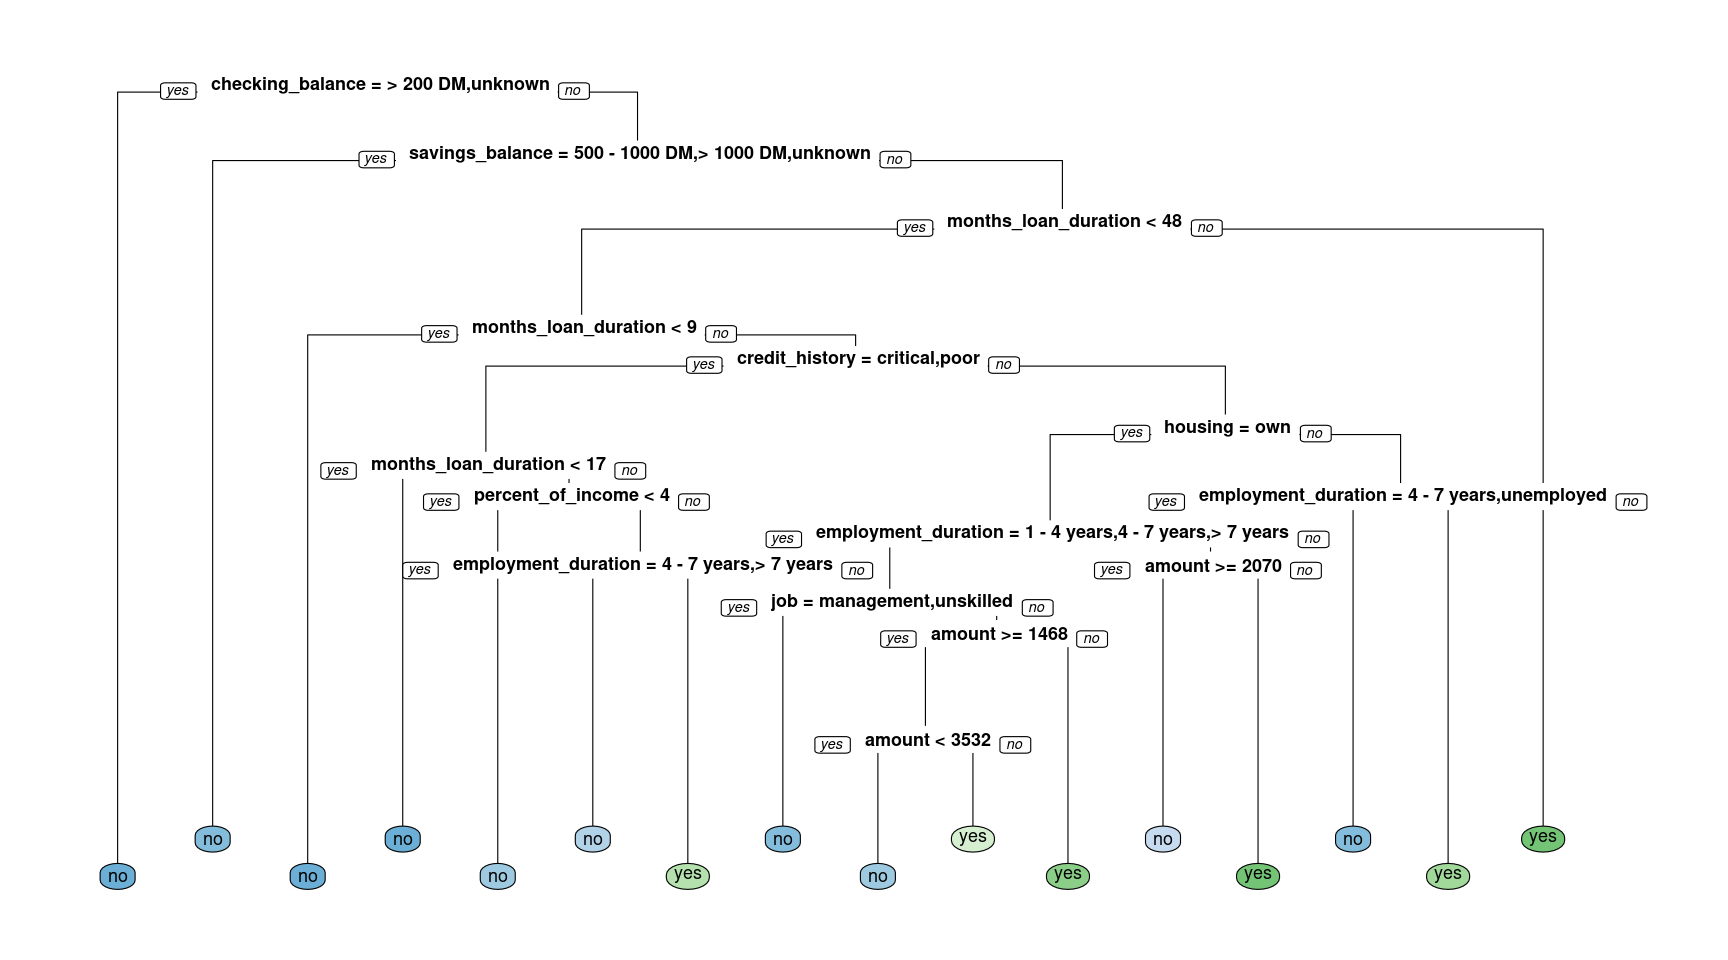 yes checking_balance = > 200 DM,unknown no
yes savings_balance = 500 - 1000 DM,> 1000 DM,unknown no
yes months_loan_duration < 48 no
yes months_loan_duration < 9 no
yes credit_history = critical,poor no
yes housing = own no
yes months_loan_duration < 17 no
yes percent_of_income < 4 no
yes employment_duration = 4 - 7 years,unemployed no
yes employment_duration = 1 - 4 years,4 - 7 years,> 7 years no
yes employment_duration = 4 - 7 years,> 7 years no
yes amount >= 2070 no
yes job = management,unskilled no
yes amount >= 1468 no
yes amount < 3532 no
no no no no yes no no yes
no no no yes no yes yes yes